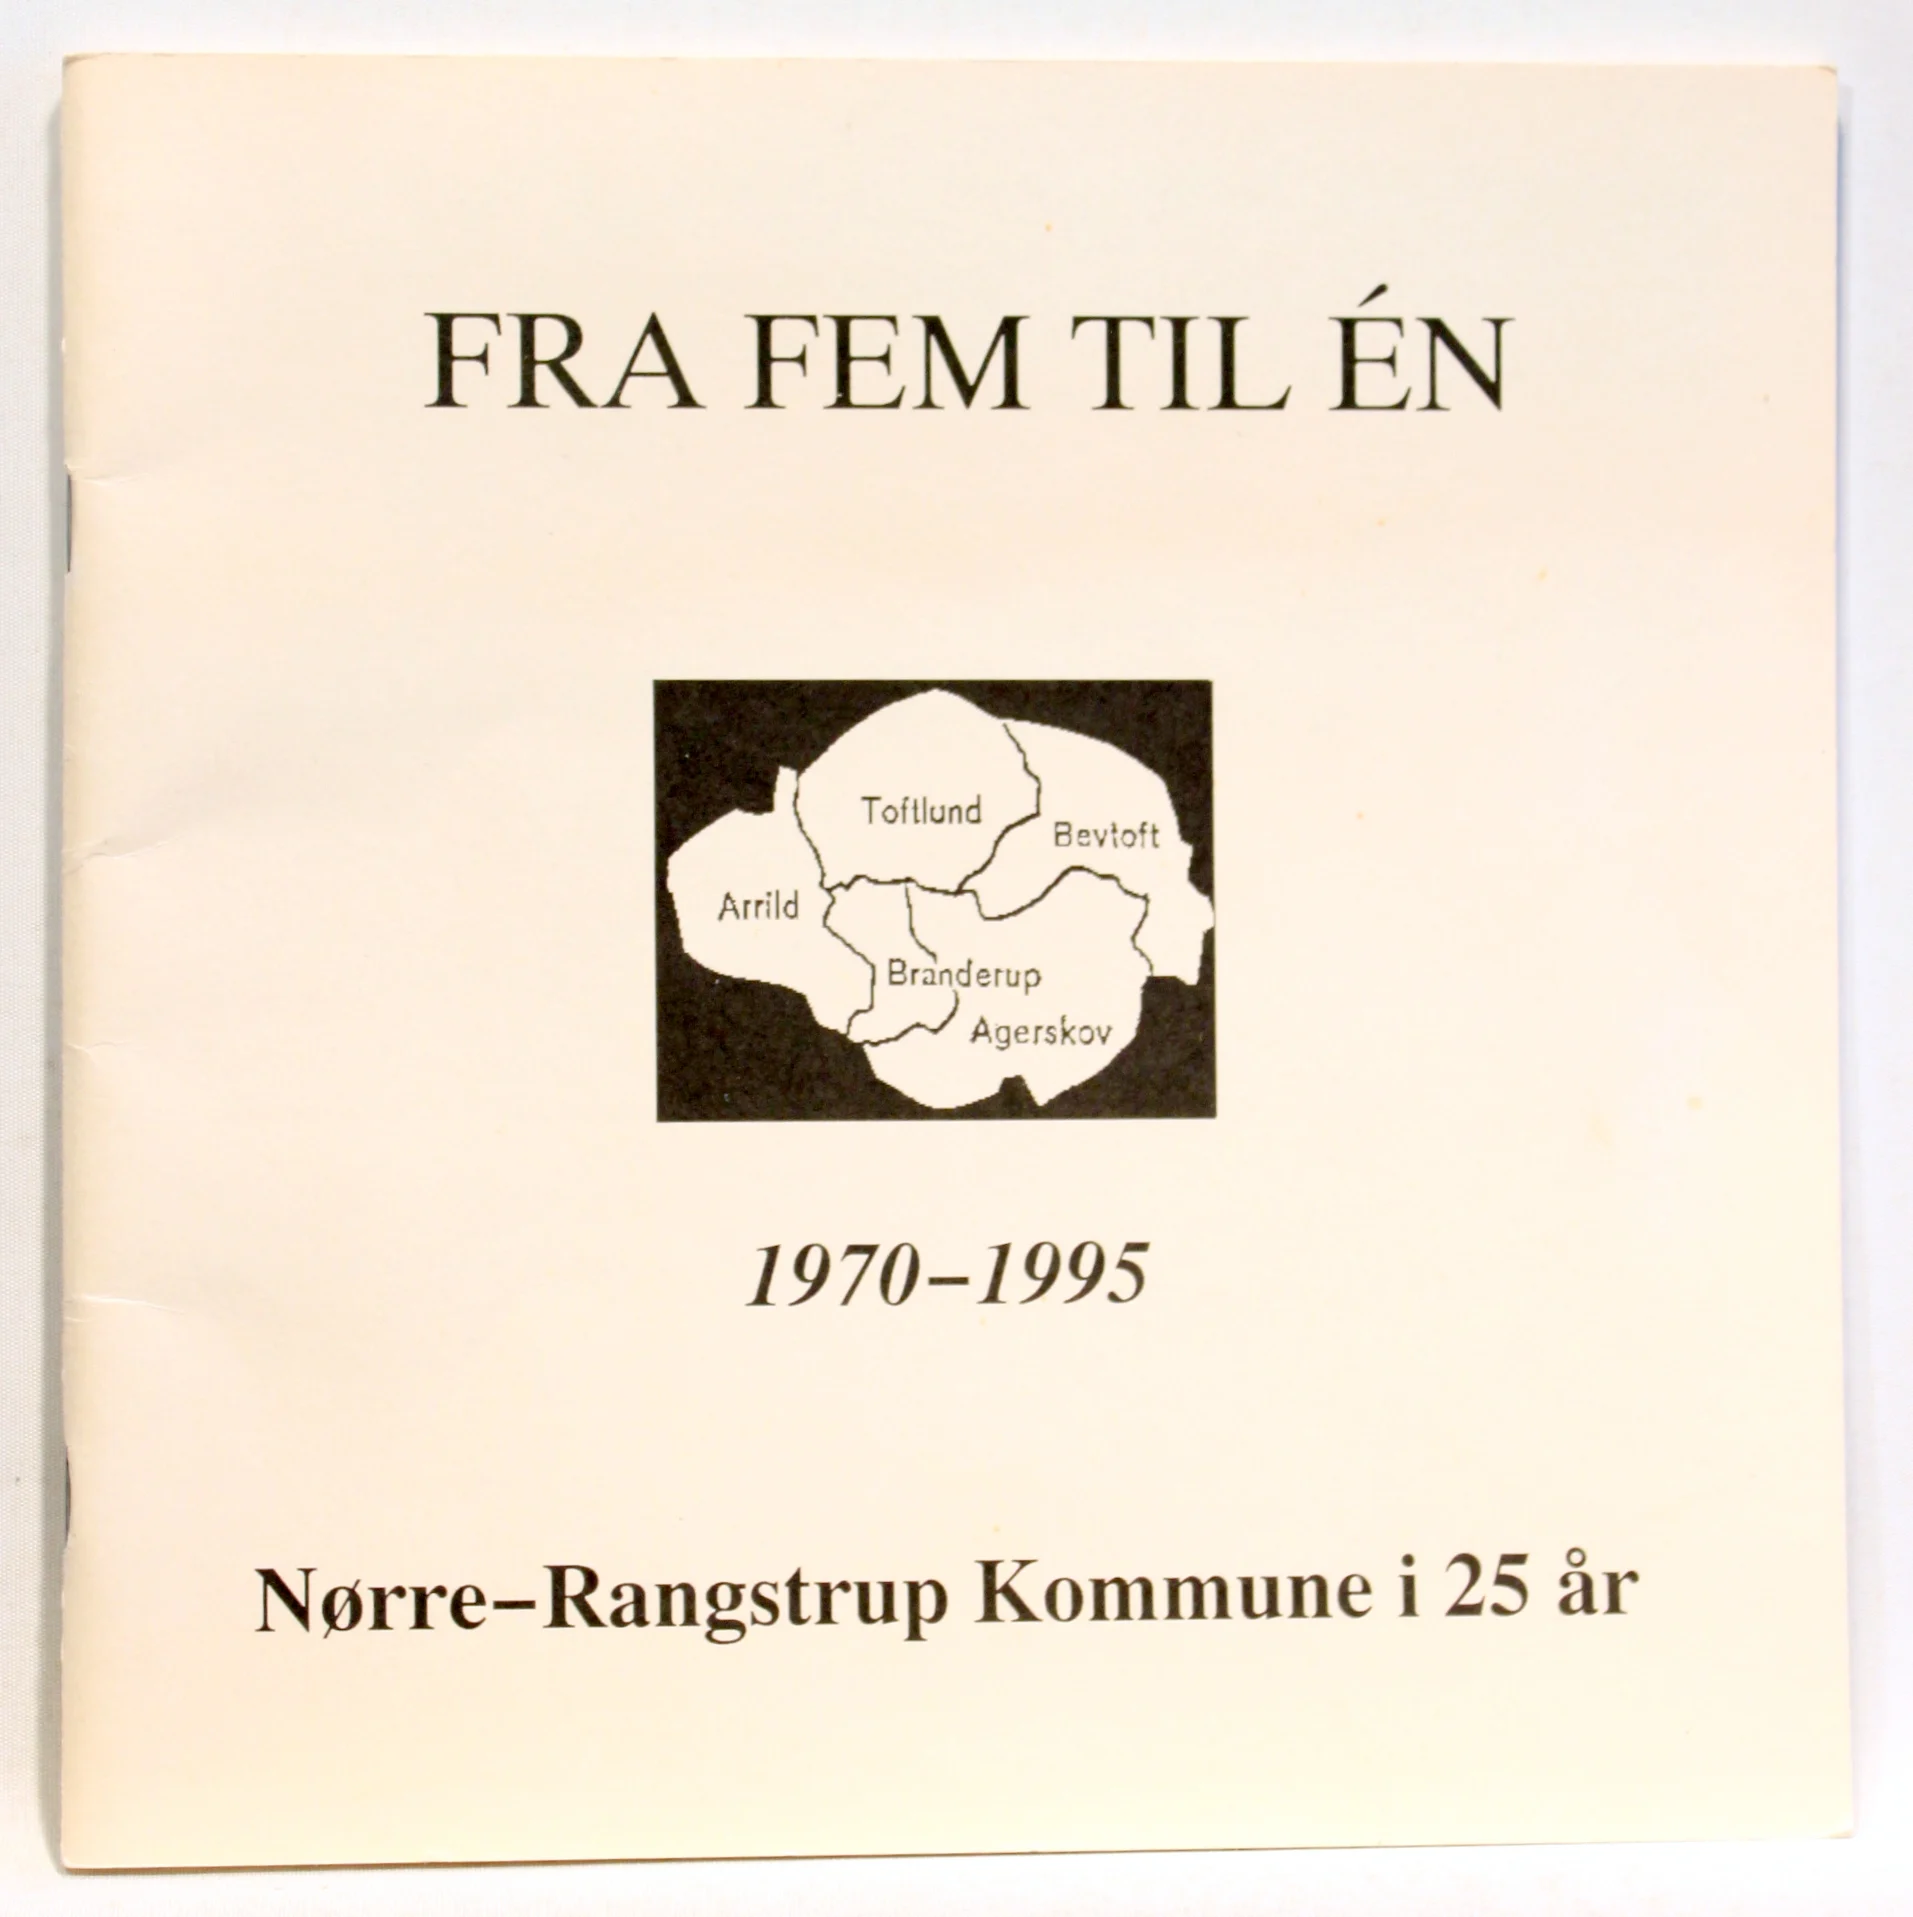 FRA FEM TIL ÉN
Toftlund
Bevtoft
Arrild
Branderup
Agerskov
1970–1995
Nørre–Rangstrup Kommune i 25 år